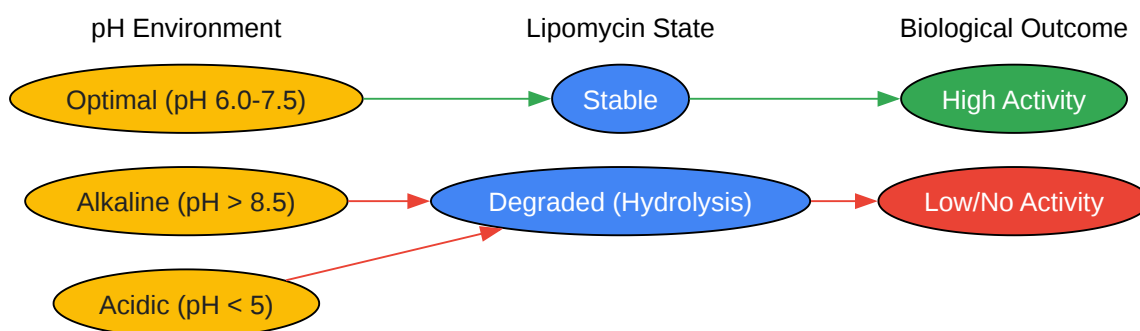 pH Environment
Lipomycin State
Biological Outcome
Optimal (pH 6.0-7.5)
Stable
High Activity
Alkaline (pH > 8.5)
Degraded (Hydrolysis)
Low/No Activity
Acidic (pH < 5)